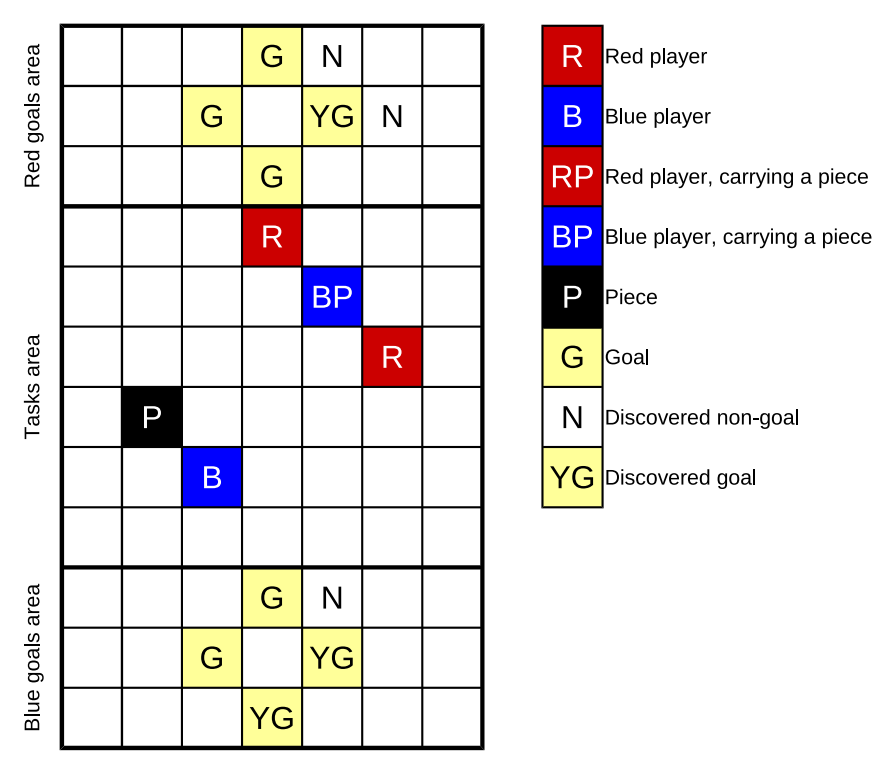 Red goals area
Tasks area
Blue goals area
G N
G YG N
G
R
BP
R
P
B
G N
G YG
YG
R Red player
B Blue player
RP Red player, carrying a piece
BP Blue player, carrying a piece
P Piece
G Goal
N Discovered non-goal
YG Discovered goal